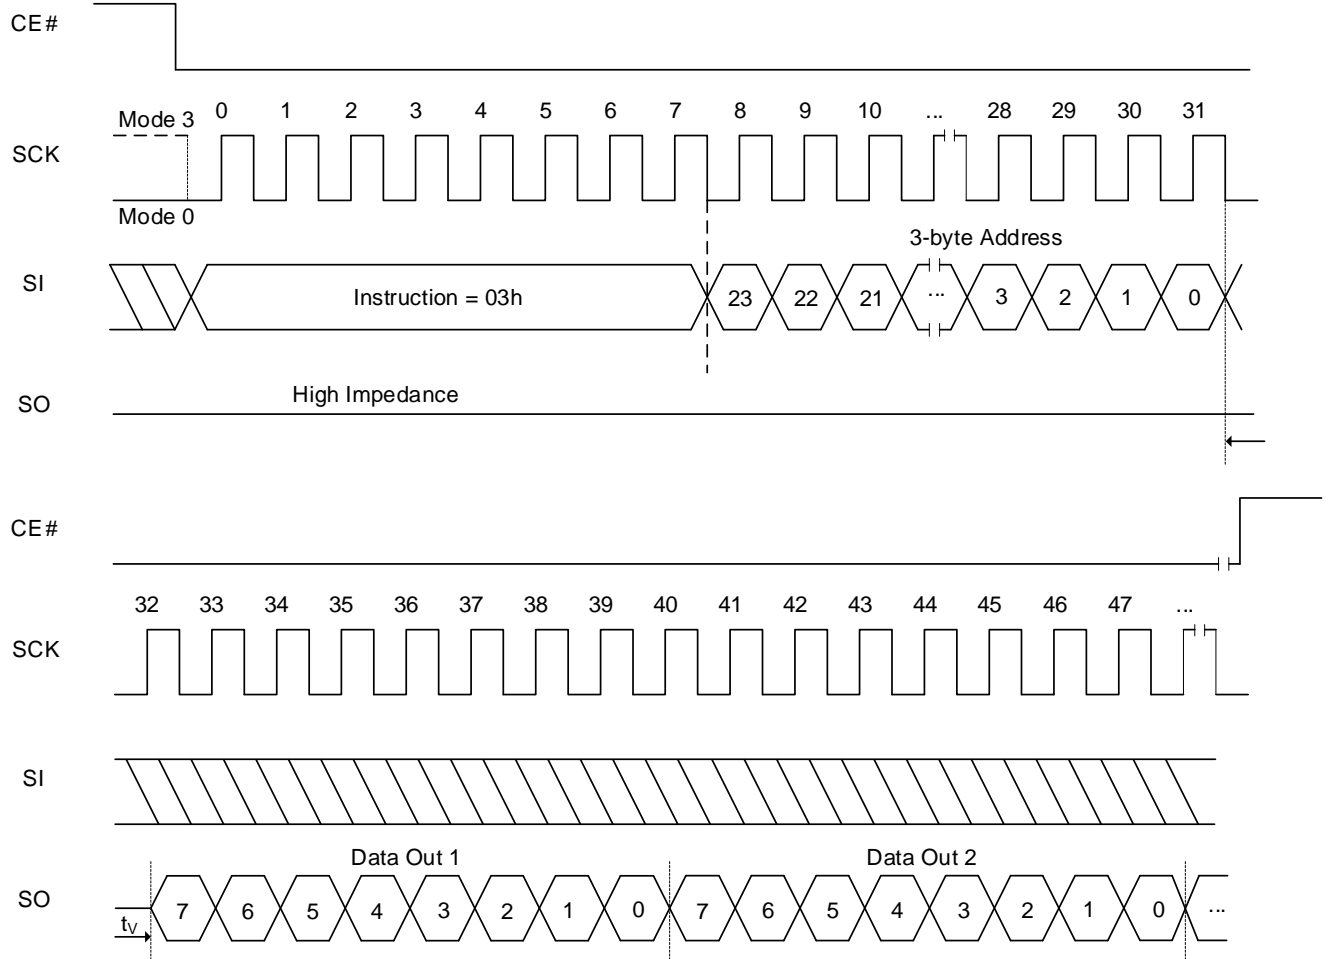 CE#
0 1 2 3 4 5 6 7 8 9 10 ... 28 29 30 31
Mode 3
SCK
Mode 0
3-byte Address
SI
Instruction = 03h 23 22 21 ... 3 2 1 0
High Impedance
SO
CE#
32 33 34 35 36 37 38 39 40 41 42 43 44 45 46 47 ...
SCK
SI
Data Out 1 Data Out 2
SO
7 6 5 4 3 2 1 0 7 6 5 4 3 2 1 0 ...
tV